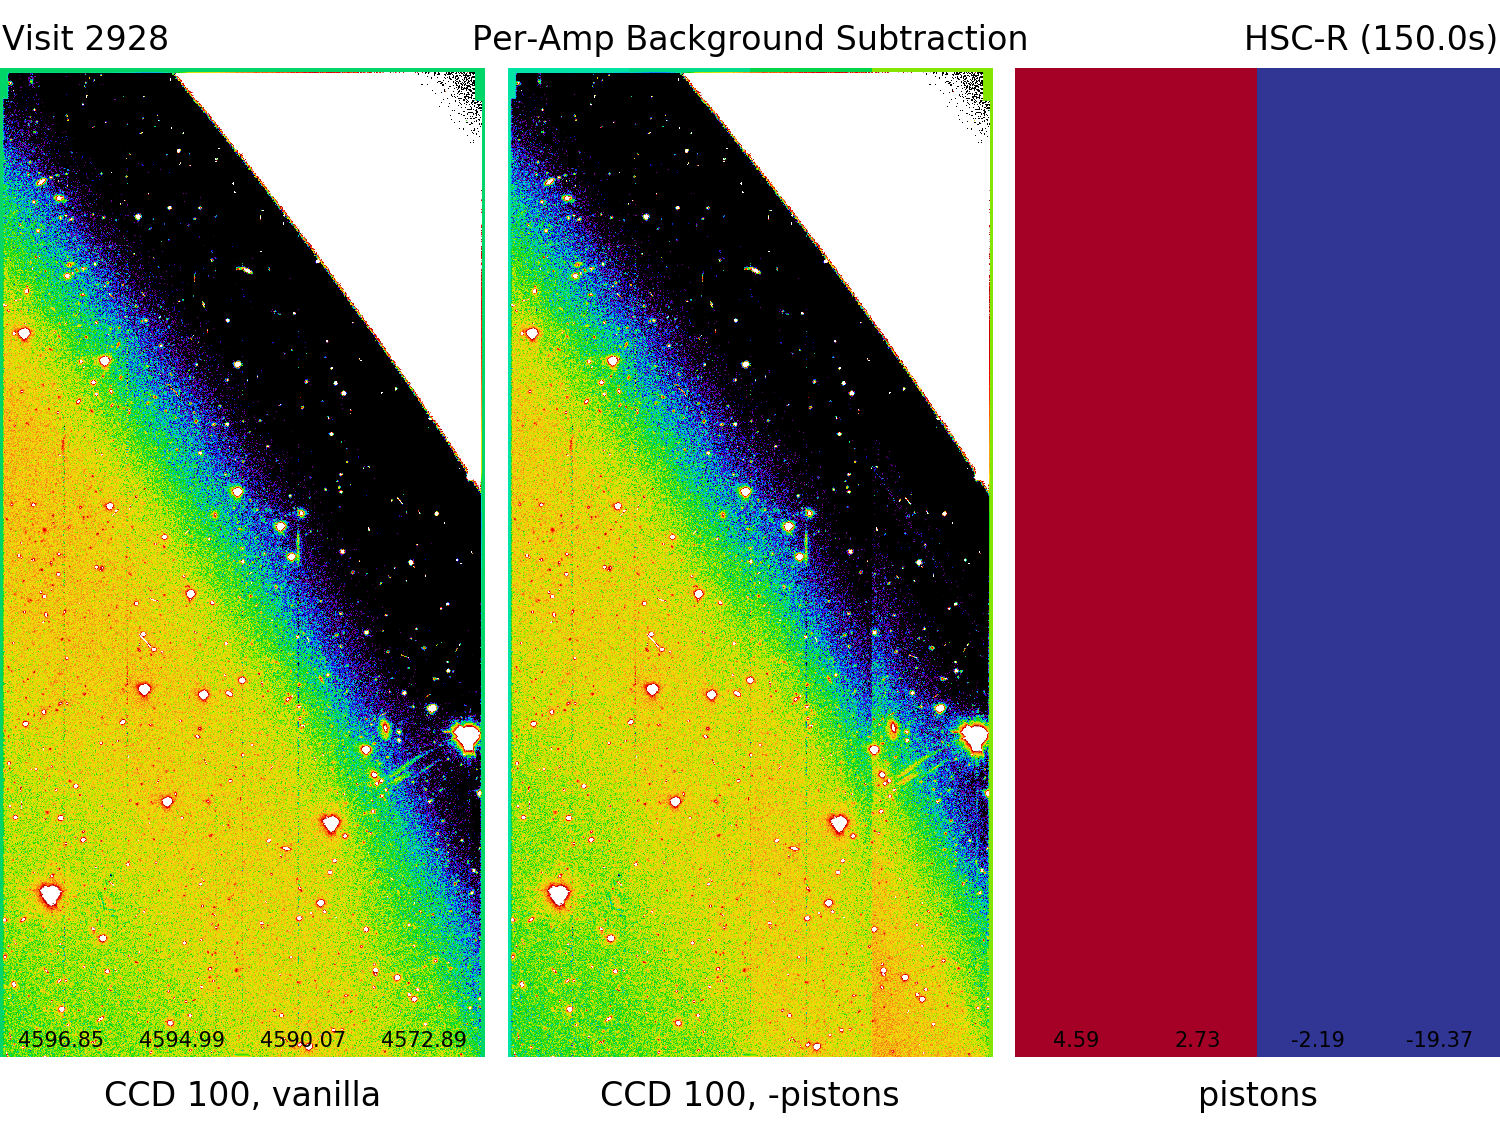 Visit 2928 Per-Amp Background Subtraction HSC-R (150.0s)
4596.85 4594.99 4590.07 4572.89 4.59 2.73 -2.19 -19.37
CCD 100, vanilla CCD 100, -pistons pistons